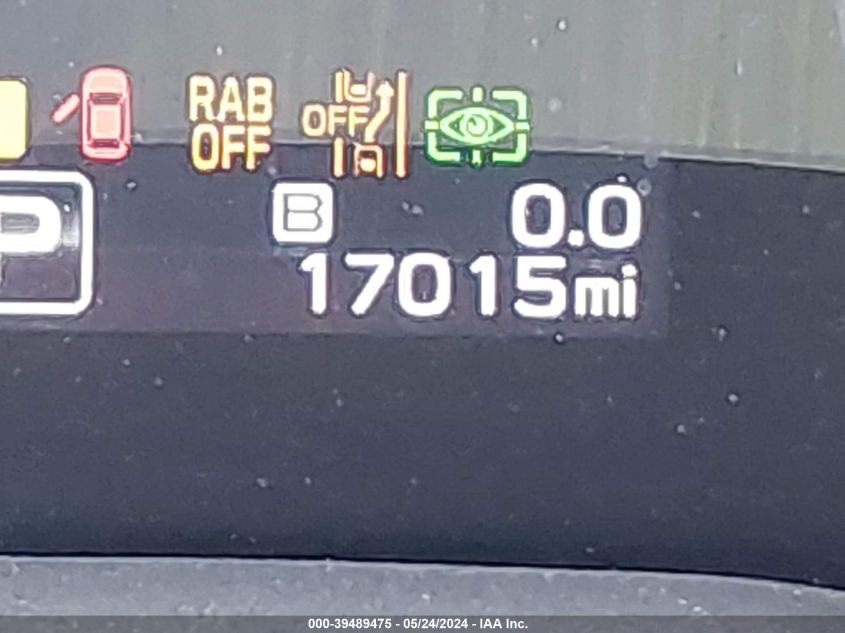 RAB
OFF
OFF
P
B 0.0
17015mi
000-39489475 - 05/24/2024 - IAA Inc.